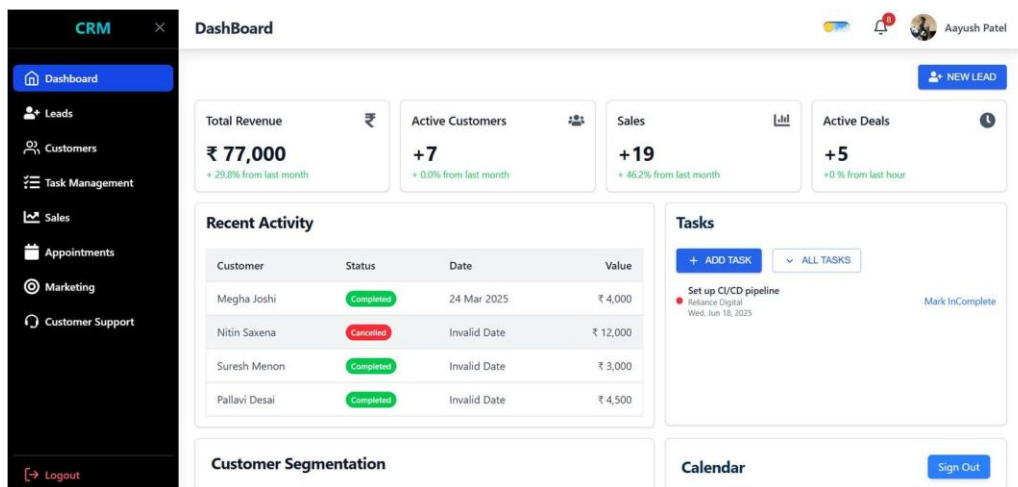 CRM
DashBoard
8
Aayush Patel
Dashboard
Leads
Customers
Task Management
Sales
Appointments
Marketing
Customer Support
Logout
NEW LEAD
Total Revenue
₹
₹ 77,000
+ 29.8% from last month
Active Customers
+7
+ 0.0% from last month
Sales
+19
+ 46.2% from last month
Active Deals
+5
+0 % from last hour
Recent Activity
Customer Status Date Value
Megha Joshi Completed 24 Mar 2025 ₹ 4,000
Nitin Saxena Cancelled Invalid Date ₹ 12,000
Suresh Menon Completed Invalid Date ₹ 3,000
Pallavi Desai Completed Invalid Date ₹ 4,500
Tasks
+ ADD TASK
ALL TASKS
Set up CI/CD pipeline
Reliance Digital
Wed, Jun 18, 2025
Mark InComplete
Customer Segmentation
Calendar
Sign Out